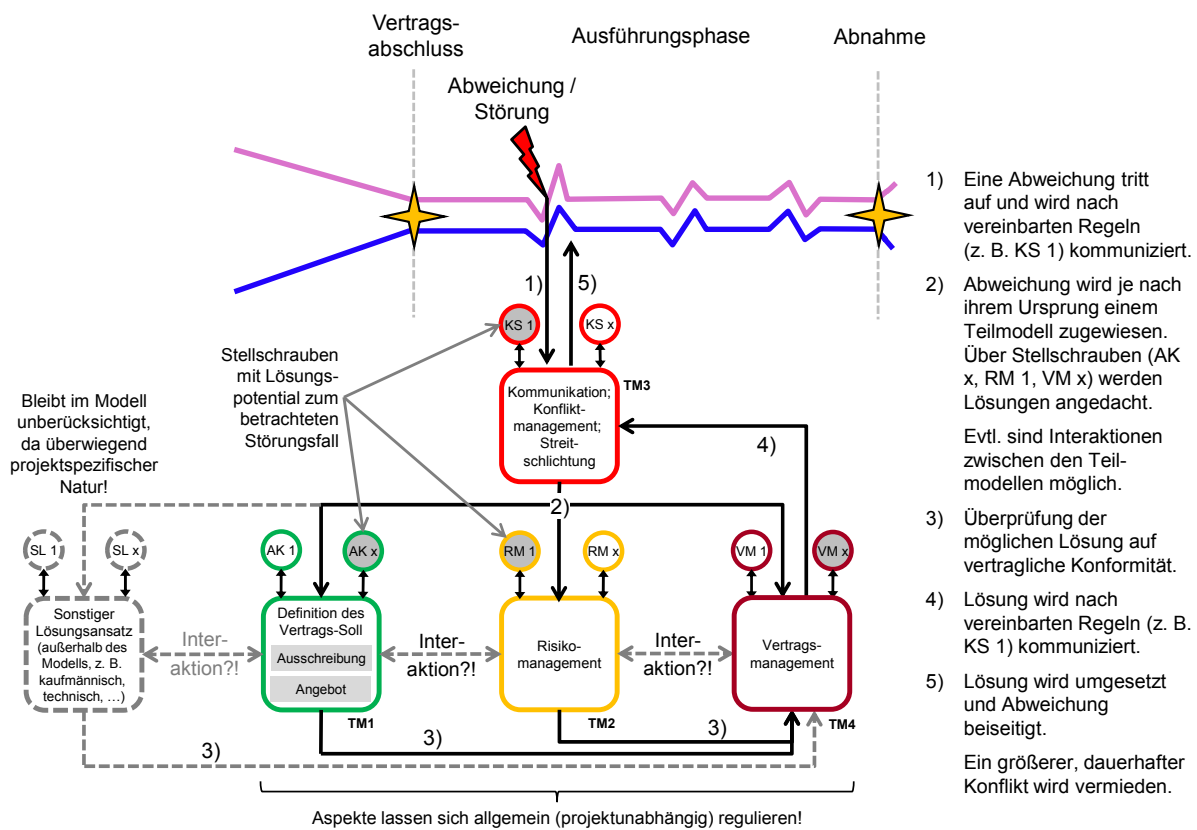 Vertrags-
abschluss
Ausführungsphase
Abnahme
Abweichung /
Störung
1)
5)
KS 1
KS x
Stellschrauben
mit Lösungs-
potential zum
betrachteten
Störungsfall
TM3
Kommunikation;
Konflikt-
management;
Streit-
schlichtung
Bleibt im Modell
unberücksichtigt,
da überwiegend
projektspezifischer
Natur!
4)
2)
SL 1
SL x
AK 1
AK x
RM 1
RM x
VM 1
VM x
Sonstiger
Lösungsansatz
(außerhalb des
Modells, z. B.
kaufmännisch,
technisch, …)
Inter-
aktion?!
Definition des
Vertrags-Soll
Ausschreibung
Angebot
TM1
Inter-
aktion?!
Risiko-
management
TM2
Inter-
aktion?!
Vertrags-
management
TM4
3)
3)
3)
Aspekte lassen sich allgemein (projektunabhängig) regulieren!
1) Eine Abweichung tritt
auf und wird nach
vereinbarten Regeln
(z. B. KS 1) kommuniziert.
2) Abweichung wird je nach
ihrem Ursprung einem
Teilmodell zugewiesen.
Über Stellschrauben (AK
x, RM 1, VM x) werden
Lösungen angedacht.
Evtl. sind Interaktionen
zwischen den Teil-
modellen möglich.
3) Überprüfung der
möglichen Lösung auf
vertragliche Konformität.
4) Lösung wird nach
vereinbarten Regeln (z. B.
KS 1) kommuniziert.
5) Lösung wird umgesetzt
und Abweichung
beiseitigt.
Ein größerer, dauerhafter
Konflikt wird vermieden.